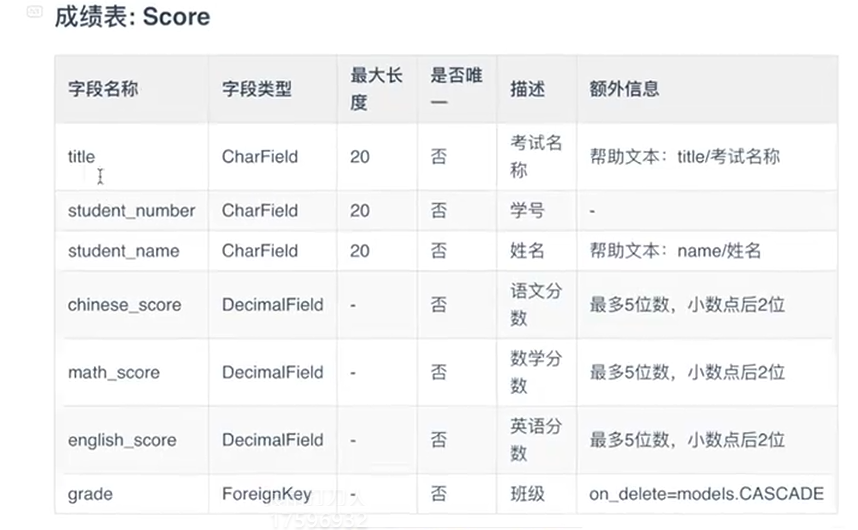 成绩表: Score
字段名称 字段类型 最大长度 是否唯一 描述 额外信息
title CharField 20 否 考试名称 帮助文本：title/考试名称
student_number CharField 20 否 学号 -
student_name CharField 20 否 姓名 帮助文本：name/姓名
chinese_score DecimalField - 否 语文分数 最多5位数，小数点后2位
math_score DecimalField - 否 数学分数 最多5位数，小数点后2位
english_score DecimalField - 否 英语分数 最多5位数，小数点后2位
grade ForeignKey - 否 班级 on_delete=models.CASCADE